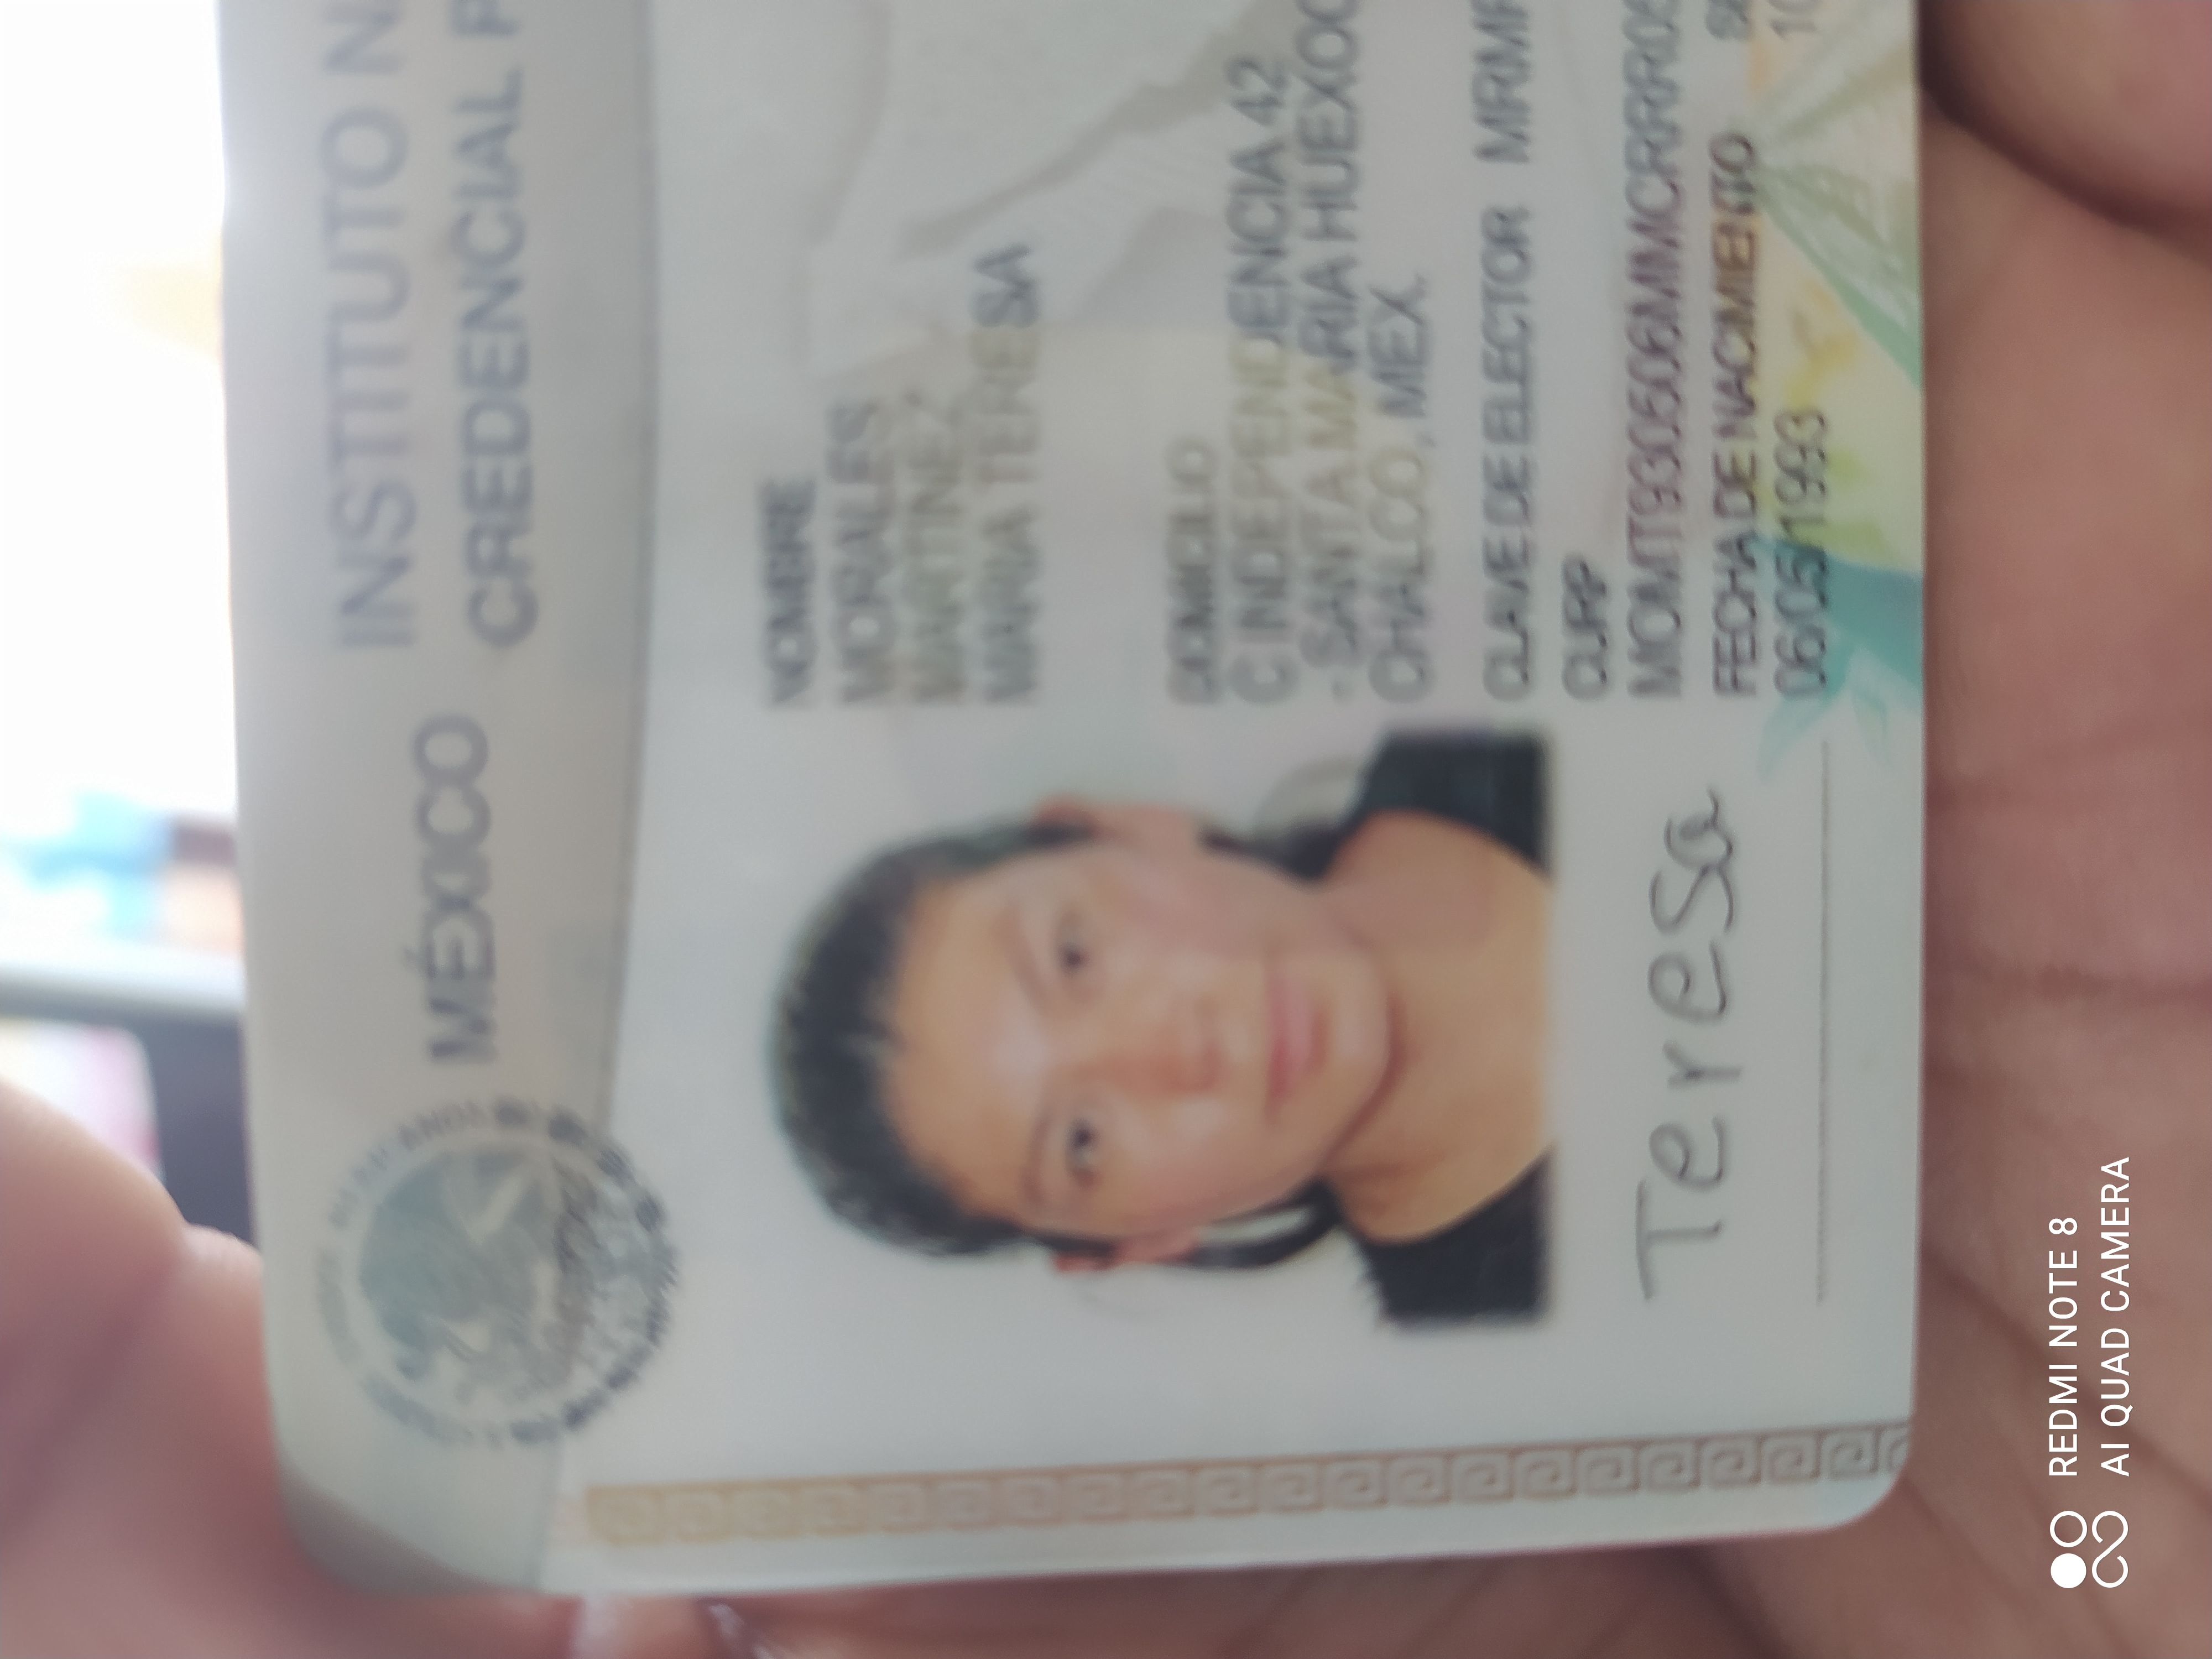 MÉXICO
INSTITUTO N
CREDENCIAL P
NOMBRE
MORALES
MARTINEZ
MARIA TERESA
DOMICILIO
C INDEPENDENCIA 42
- SANTA MARIA HUEXOC
CHALCO, MEX.
CLAVE DE ELECTOR MRMR
CURP
MOMT930506MMCRRR05
FECHA DE NACIMIENTO
06/05/1993
Teresa
REDMI NOTE 8
AI QUAD CAMERA